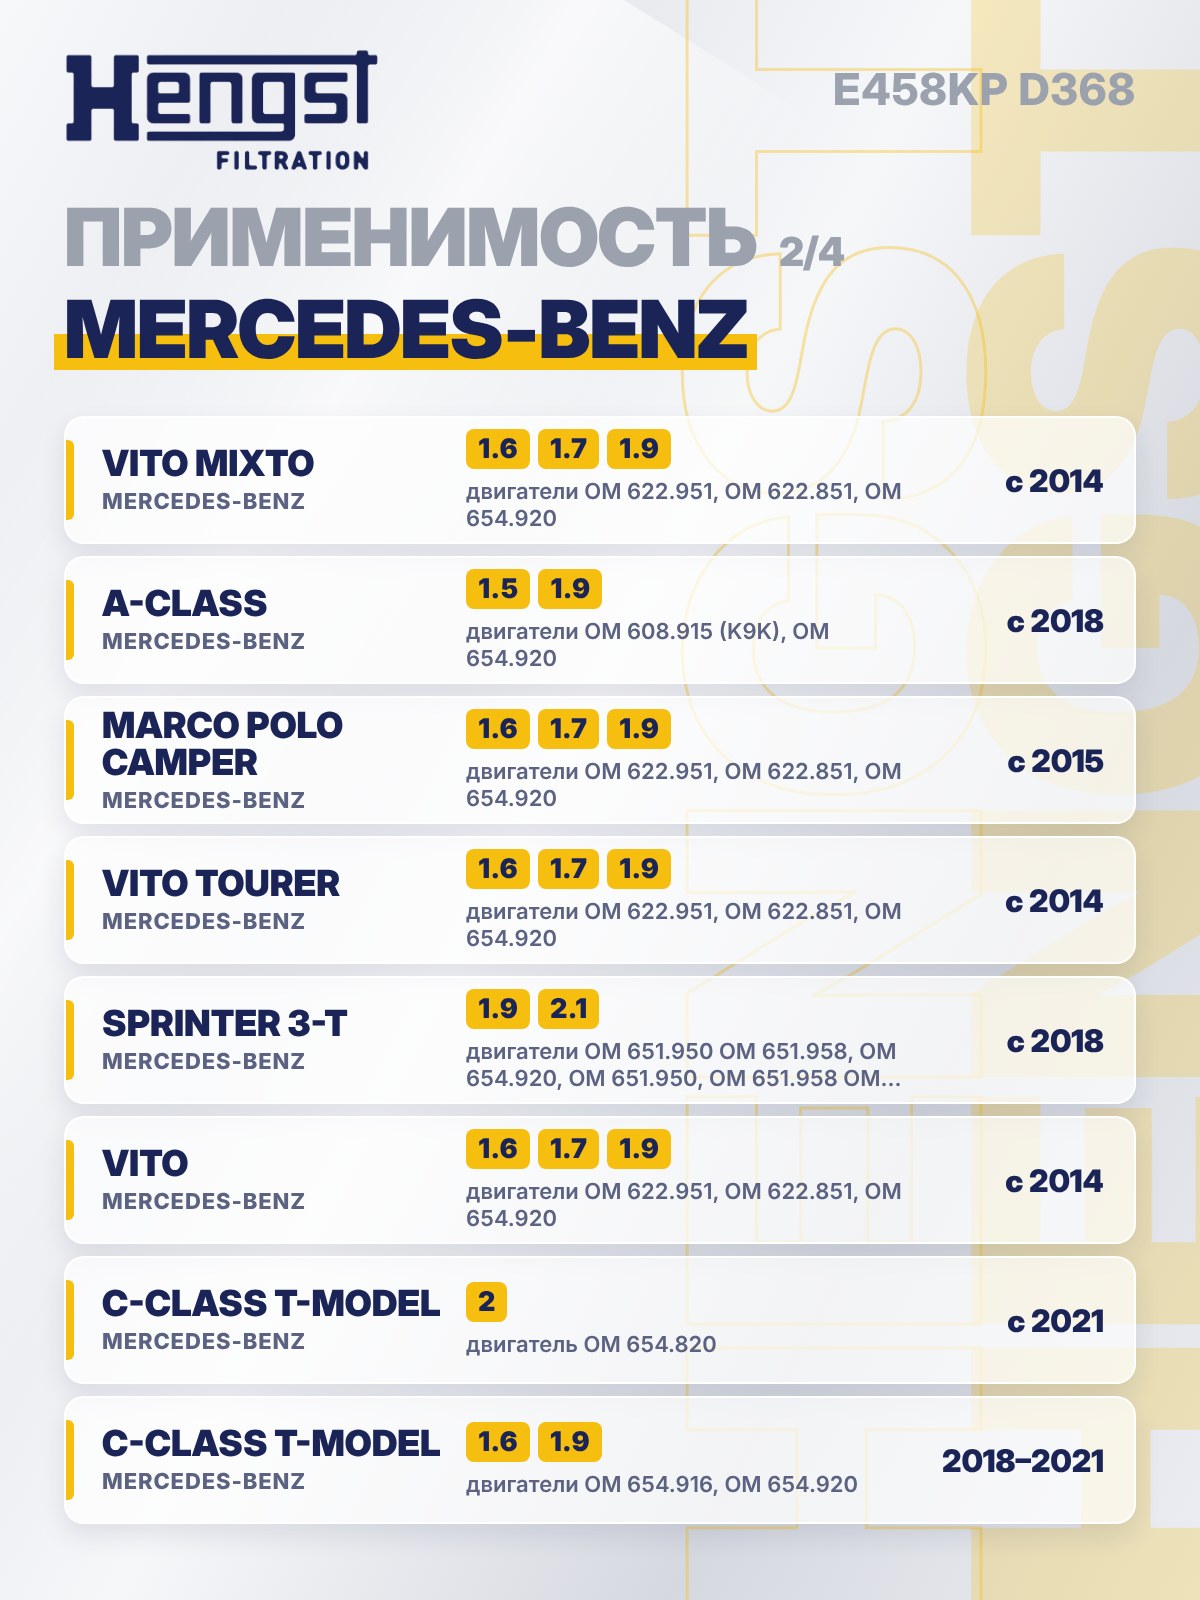 Hengst
FILTRATION
E458KP D368
ПРИМЕНИМОСТЬ 2/4
MERCEDES-BENZ
VITO MIXTO
MERCEDES-BENZ
1.6 1.7 1.9
двигатели OM 622.951, OM 622.851, OM
654.920
с 2014
A-CLASS
MERCEDES-BENZ
1.5 1.9
двигатели OM 608.915 (K9K), OM
654.920
с 2018
MARCO POLO
CAMPER
MERCEDES-BENZ
1.6 1.7 1.9
двигатели OM 622.951, OM 622.851, OM
654.920
с 2015
VITO TOURER
MERCEDES-BENZ
1.6 1.7 1.9
двигатели OM 622.951, OM 622.851, OM
654.920
с 2014
SPRINTER 3-T
MERCEDES-BENZ
1.9 2.1
двигатели OM 651.950 OM 651.958, OM
654.920, OM 651.950, OM 651.958 OM...
с 2018
VITO
MERCEDES-BENZ
1.6 1.7 1.9
двигатели OM 622.951, OM 622.851, OM
654.920
с 2014
C-CLASS T-MODEL
MERCEDES-BENZ
2
двигатель OM 654.820
с 2021
C-CLASS T-MODEL
MERCEDES-BENZ
1.6 1.9
двигатели OM 654.916, OM 654.920
2018–2021
HENGST
HENGST